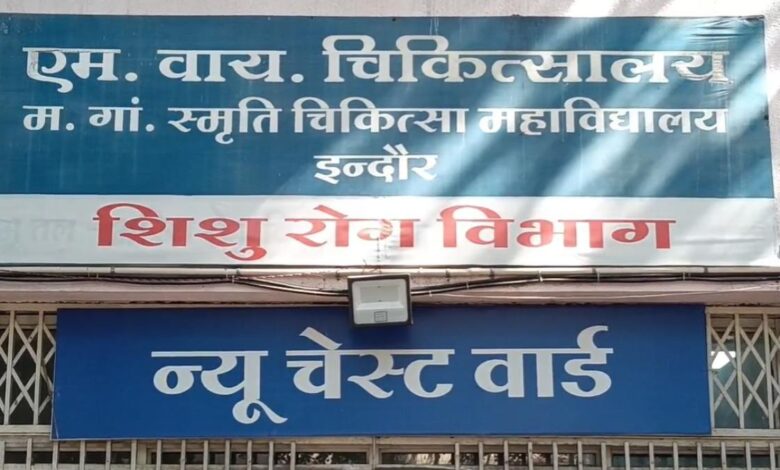 एम. वाय. चिकित्सालय
म. गां. स्मृति चिकित्सा महाविद्यालय
इन्दौर
शिशु रोग विभाग
न्यू चेस्ट वार्ड